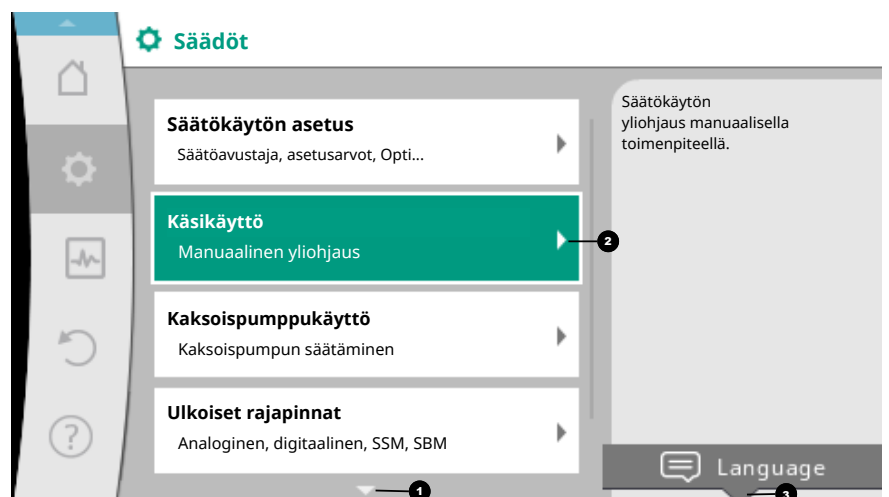 Säädöt
Säätökäytön asetus
Säätöavustaja, asetusarvot, Opti...
Käsikäyttö
Manuaalinen yliohjaus
2
Kaksoispumppukäyttö
Kaksoispumpun säätäminen
Ulkoiset rajapinnat
Analoginen, digitaalinen, SSM, SBM
1
Säätökäytön
yliohjaus manuaalisella
toimenpiteellä.
Language
3
?